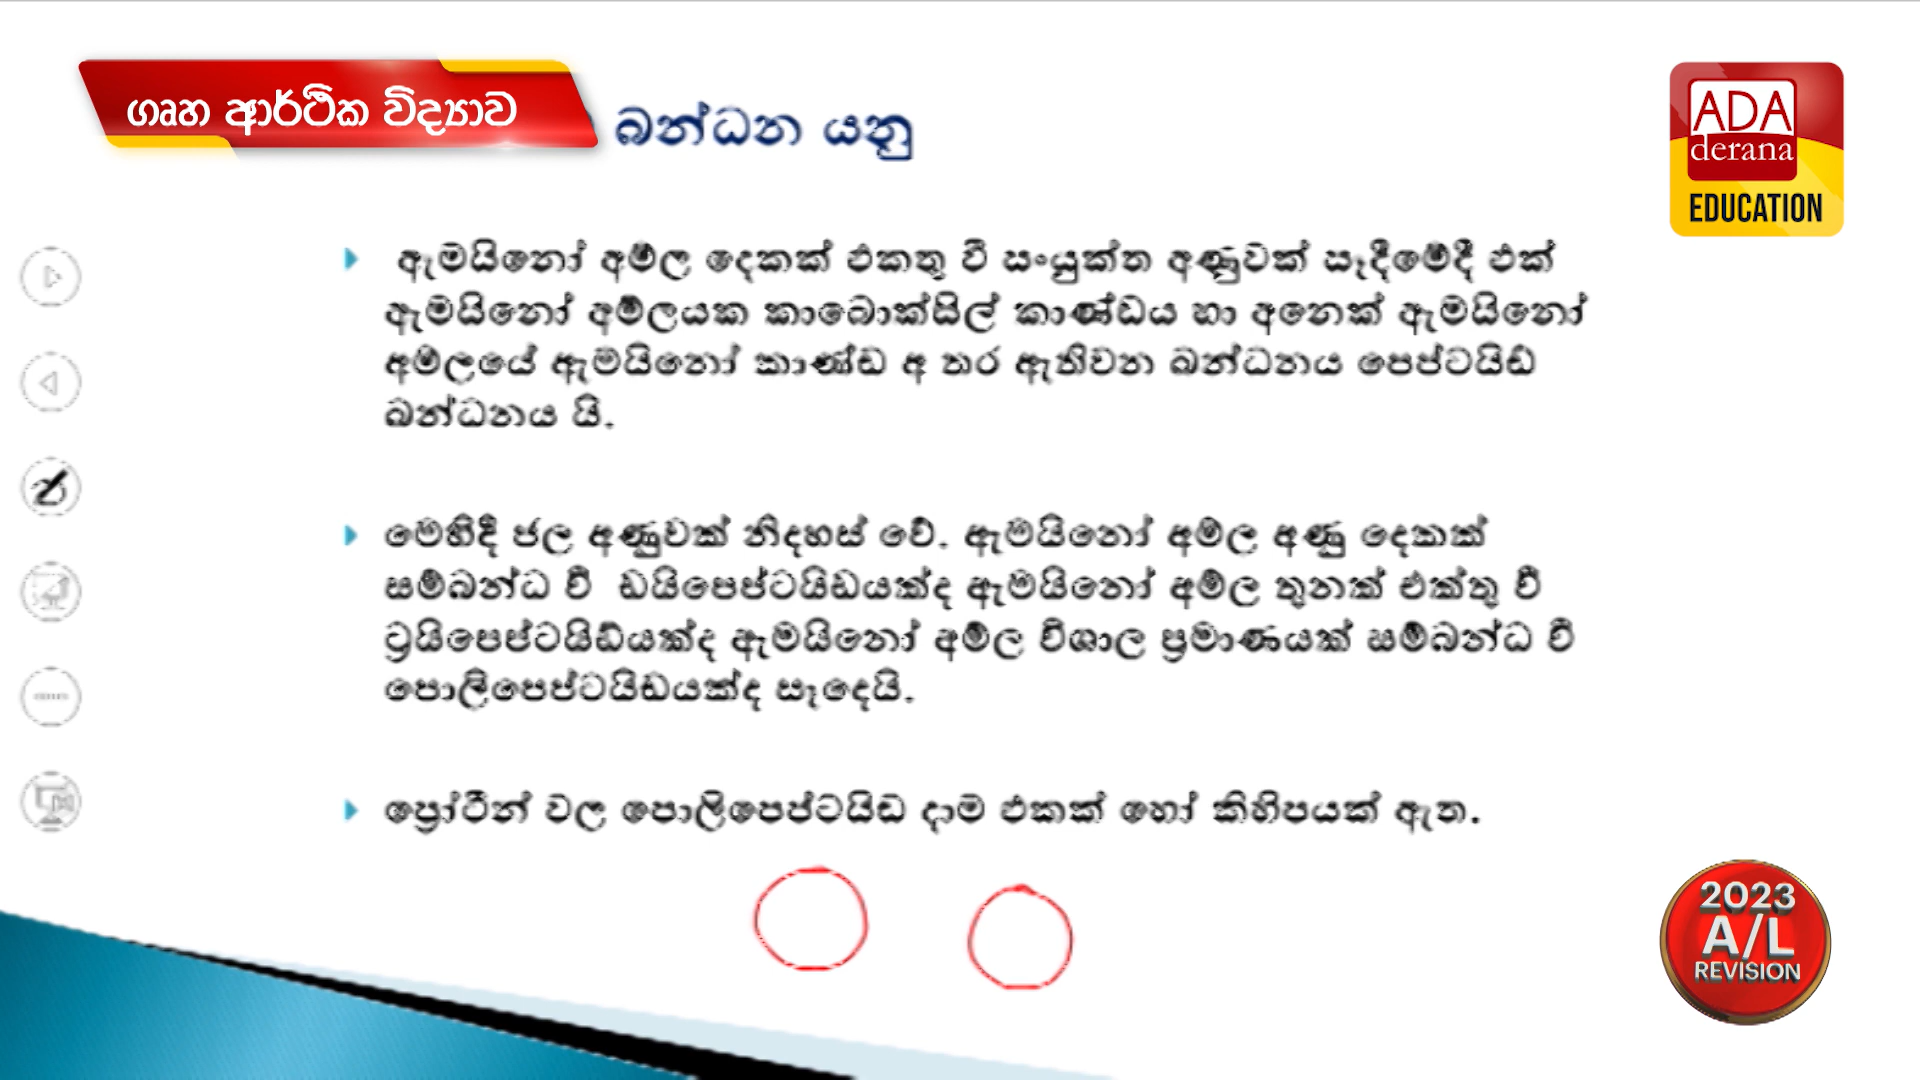 ගෘහ ආර්ථික විද්‍යාව
බන්ධන යනු
ADA
derana
EDUCATION
ඇමයිනෝ අම්ල දෙකක් එකතු වී සංයුක්ත අණුවක් සෑදීමේදී එක්
ඇමයිනෝ අම්ලයක කාබොක්සිල් කාණ්ඩය හා අනෙක් ඇමයිනෝ
අම්ලයේ ඇමයිනෝ කාණ්ඩ අ තර ඇතිවන බන්ධනය පෙප්ටයිඩ්
බන්ධනය යි.
මෙහිදී ජල අණුවක් නිදහස් වේ. ඇමයිනෝ අම්ල අණු දෙකක්
සම්බන්ධ වී ඩයිපෙප්ටයිඩයක්ද ඇමයිනෝ අම්ල තුනක් එක්තු වී
ට්‍රයිපෙප්ටයිඩ්යක්ද ඇමයිනෝ අම්ල විශාල ප්‍රමාණයක් සම්බන්ධ වී
පොලිපෙප්ටයිඩයක්ද සෑදෙයි.
ප්‍රෝටීන් වල පොලිපෙප්ටයිඩ දාම එකක් හෝ කිහිපයක් ඇත.
2023
A/L
REVISION